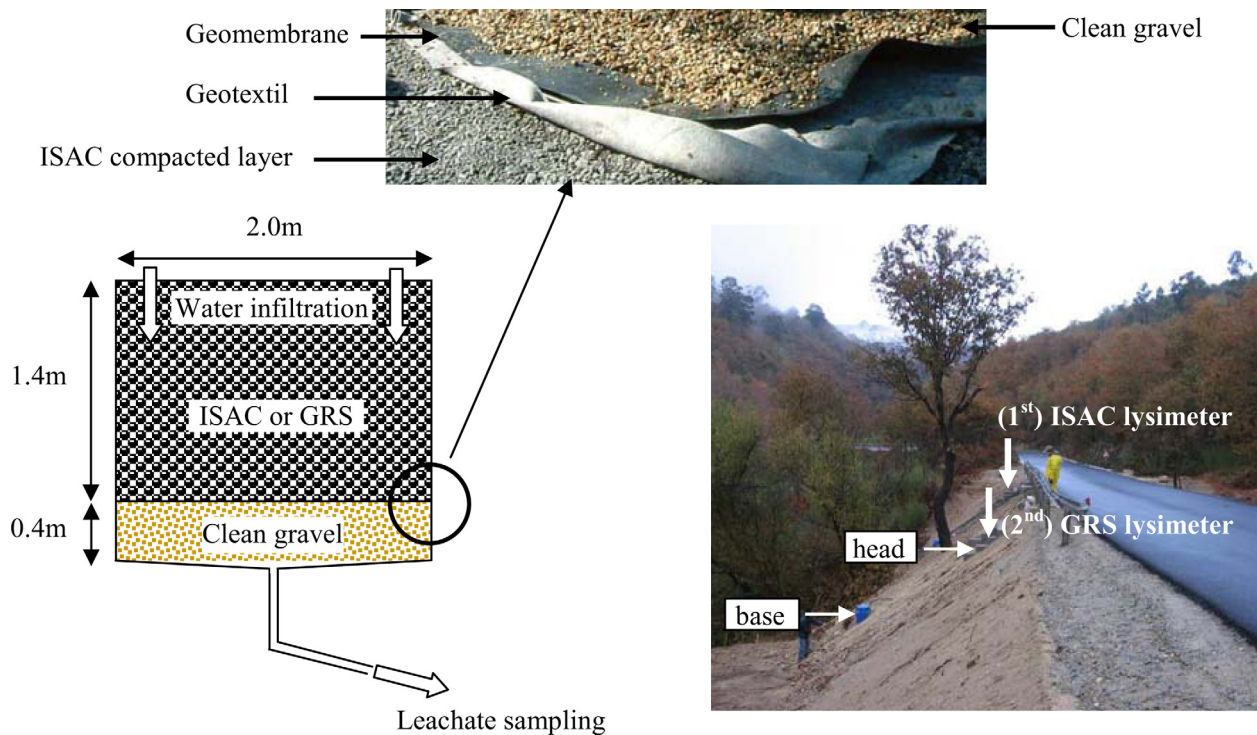 Geomembrane
Clean gravel
Geotextil
ISAC compacted layer
2.0m
Water infiltration
1.4m
ISAC or GRS
0.4m
Clean gravel
Leachate sampling
(1st) ISAC lysimeter
(2nd) GRS lysimeter
head
base